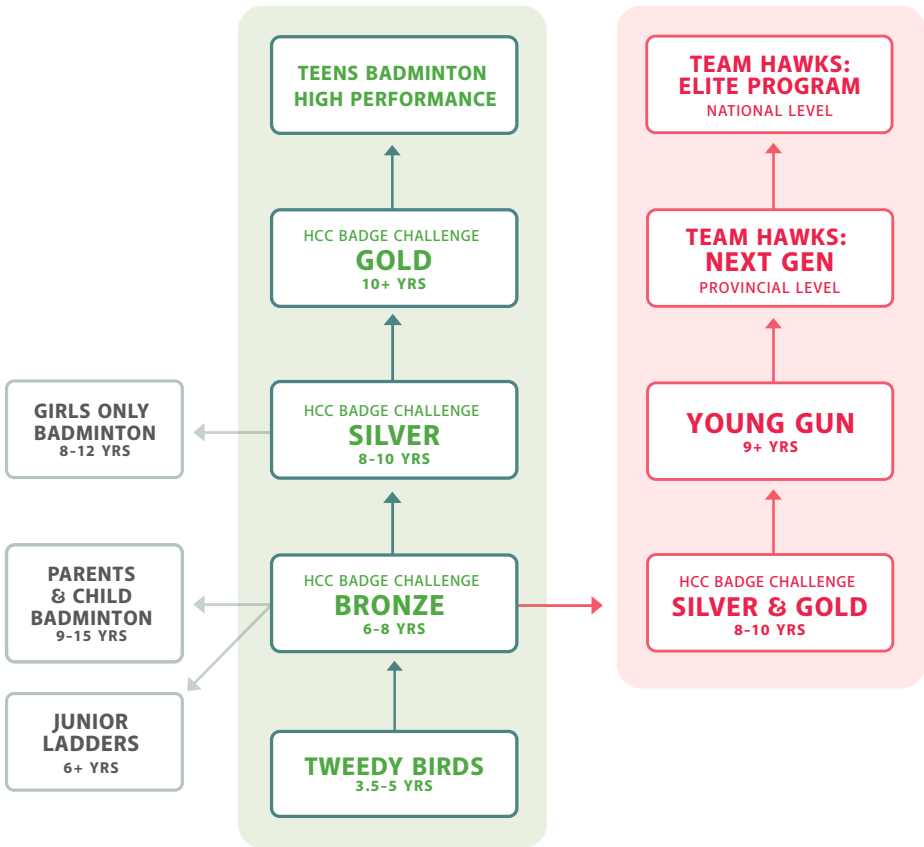 TEENS BADMINTON
HIGH PERFORMANCE
HCC BADGE CHALLENGE
GOLD
10+ YRS
HCC BADGE CHALLENGE
SILVER
8-10 YRS
HCC BADGE CHALLENGE
BRONZE
6-8 YRS
TWEEDY BIRDS
3.5-5 YRS
GIRLS ONLY
BADMINTON
8-12 YRS
PARENTS
& CHILD
BADMINTON
9-15 YRS
JUNIOR
LADDERS
6+ YRS
TEAM HAWKS:
ELITE PROGRAM
NATIONAL LEVEL
TEAM HAWKS:
NEXT GEN
PROVINCIAL LEVEL
YOUNG GUN
9+ YRS
HCC BADGE CHALLENGE
SILVER & GOLD
8-10 YRS